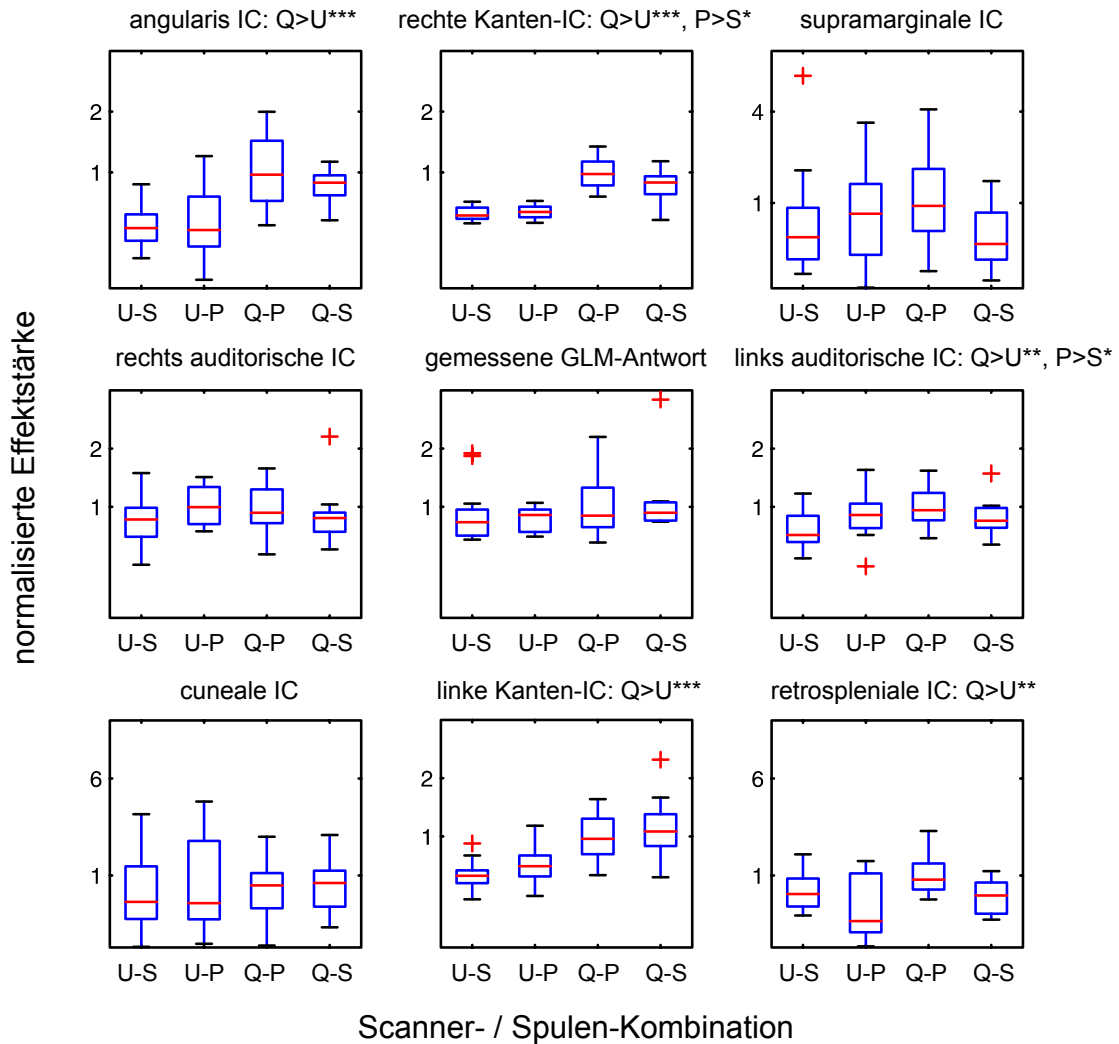 angularis IC: Q>U***
rechte Kanten-IC: Q>U***, P>S*
supramarginale IC
2
1
2
1
4
1
U-S U-P Q-P Q-S
U-S U-P Q-P Q-S
U-S U-P Q-P Q-S
rechts auditorische IC
gemessene GLM-Antwort
links auditorische IC: Q>U**, P>S*
normalisierte Effektstärke
2
1
2
1
2
1
U-S U-P Q-P Q-S
U-S U-P Q-P Q-S
U-S U-P Q-P Q-S
cuneale IC
linke Kanten-IC: Q>U***
retrospleniale IC: Q>U**
6
1
2
1
6
1
U-S U-P Q-P Q-S
U-S U-P Q-P Q-S
U-S U-P Q-P Q-S
Scanner- / Spulen-Kombination